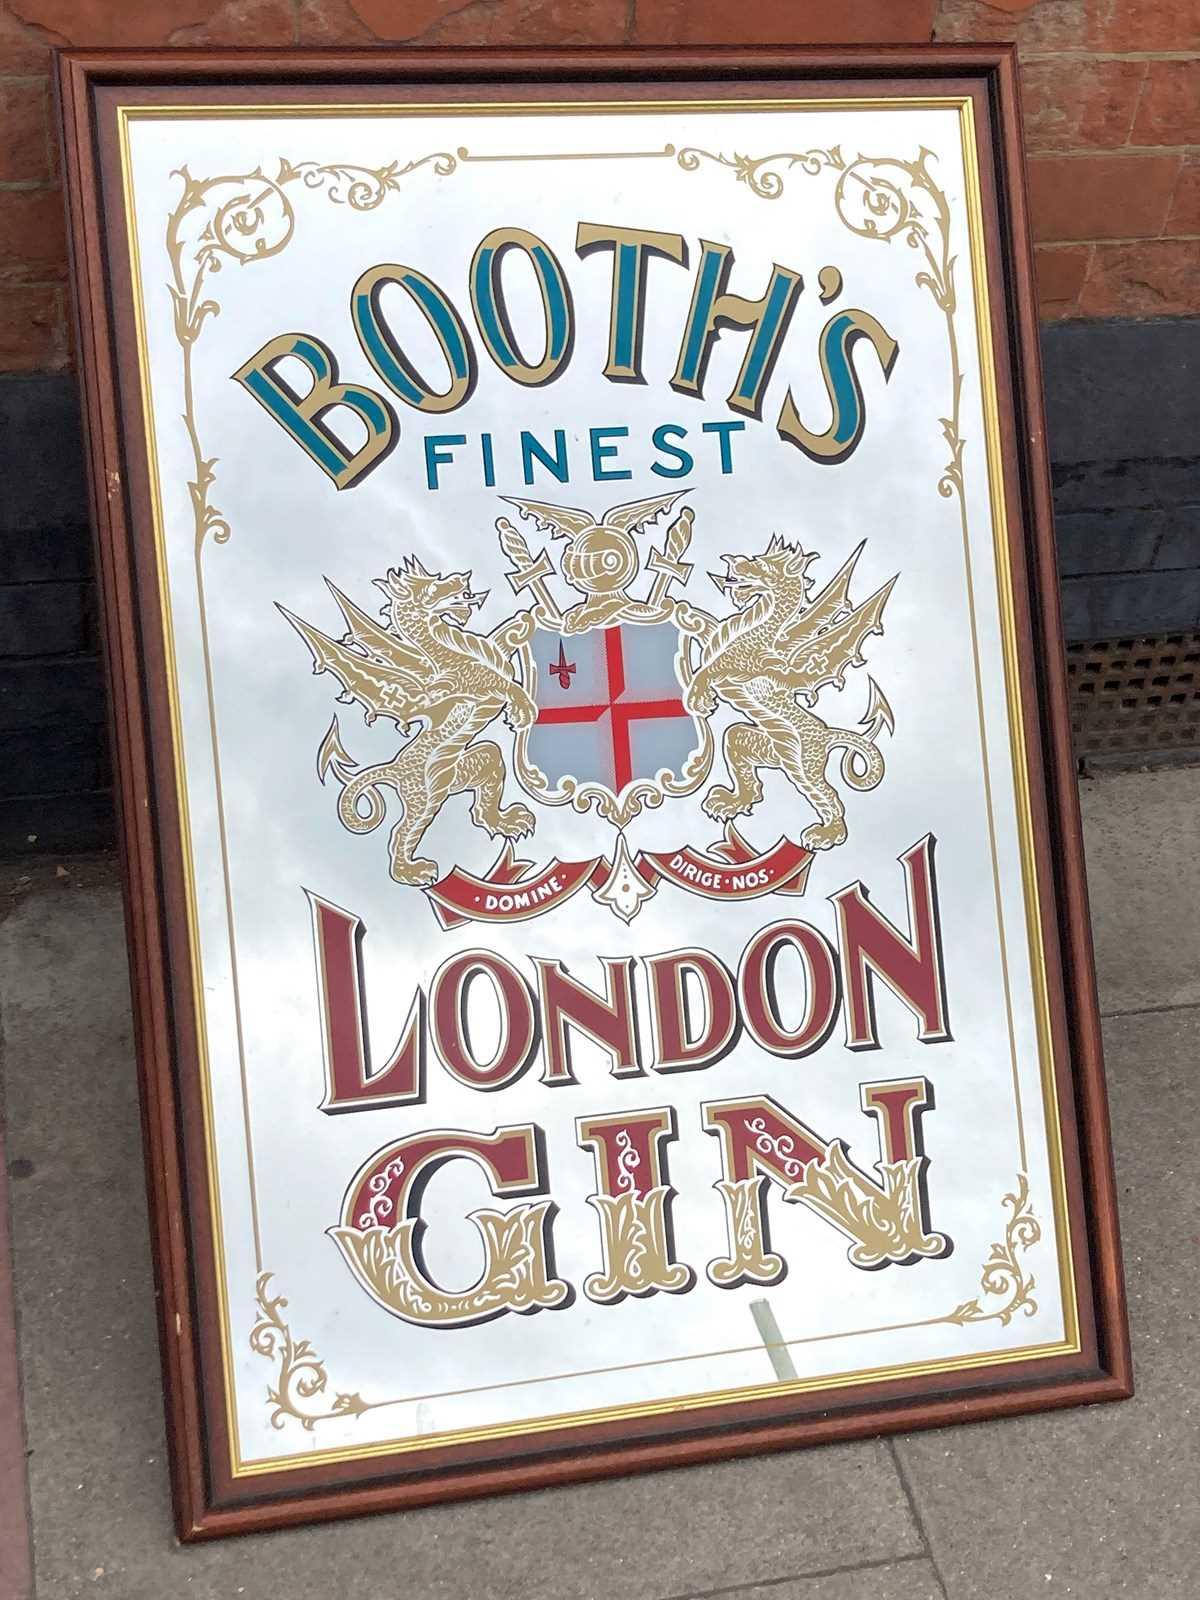 BOOTH'S
FINEST
· DOMINE · DIRIGE · NOS ·
LONDON
GIN